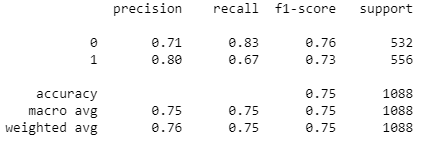 precision recall f1-score support
0 0.71 0.83 0.76 532
1 0.80 0.67 0.73 556
accuracy 0.75 1088
macro avg 0.75 0.75 0.75 1088
weighted avg 0.76 0.75 0.75 1088